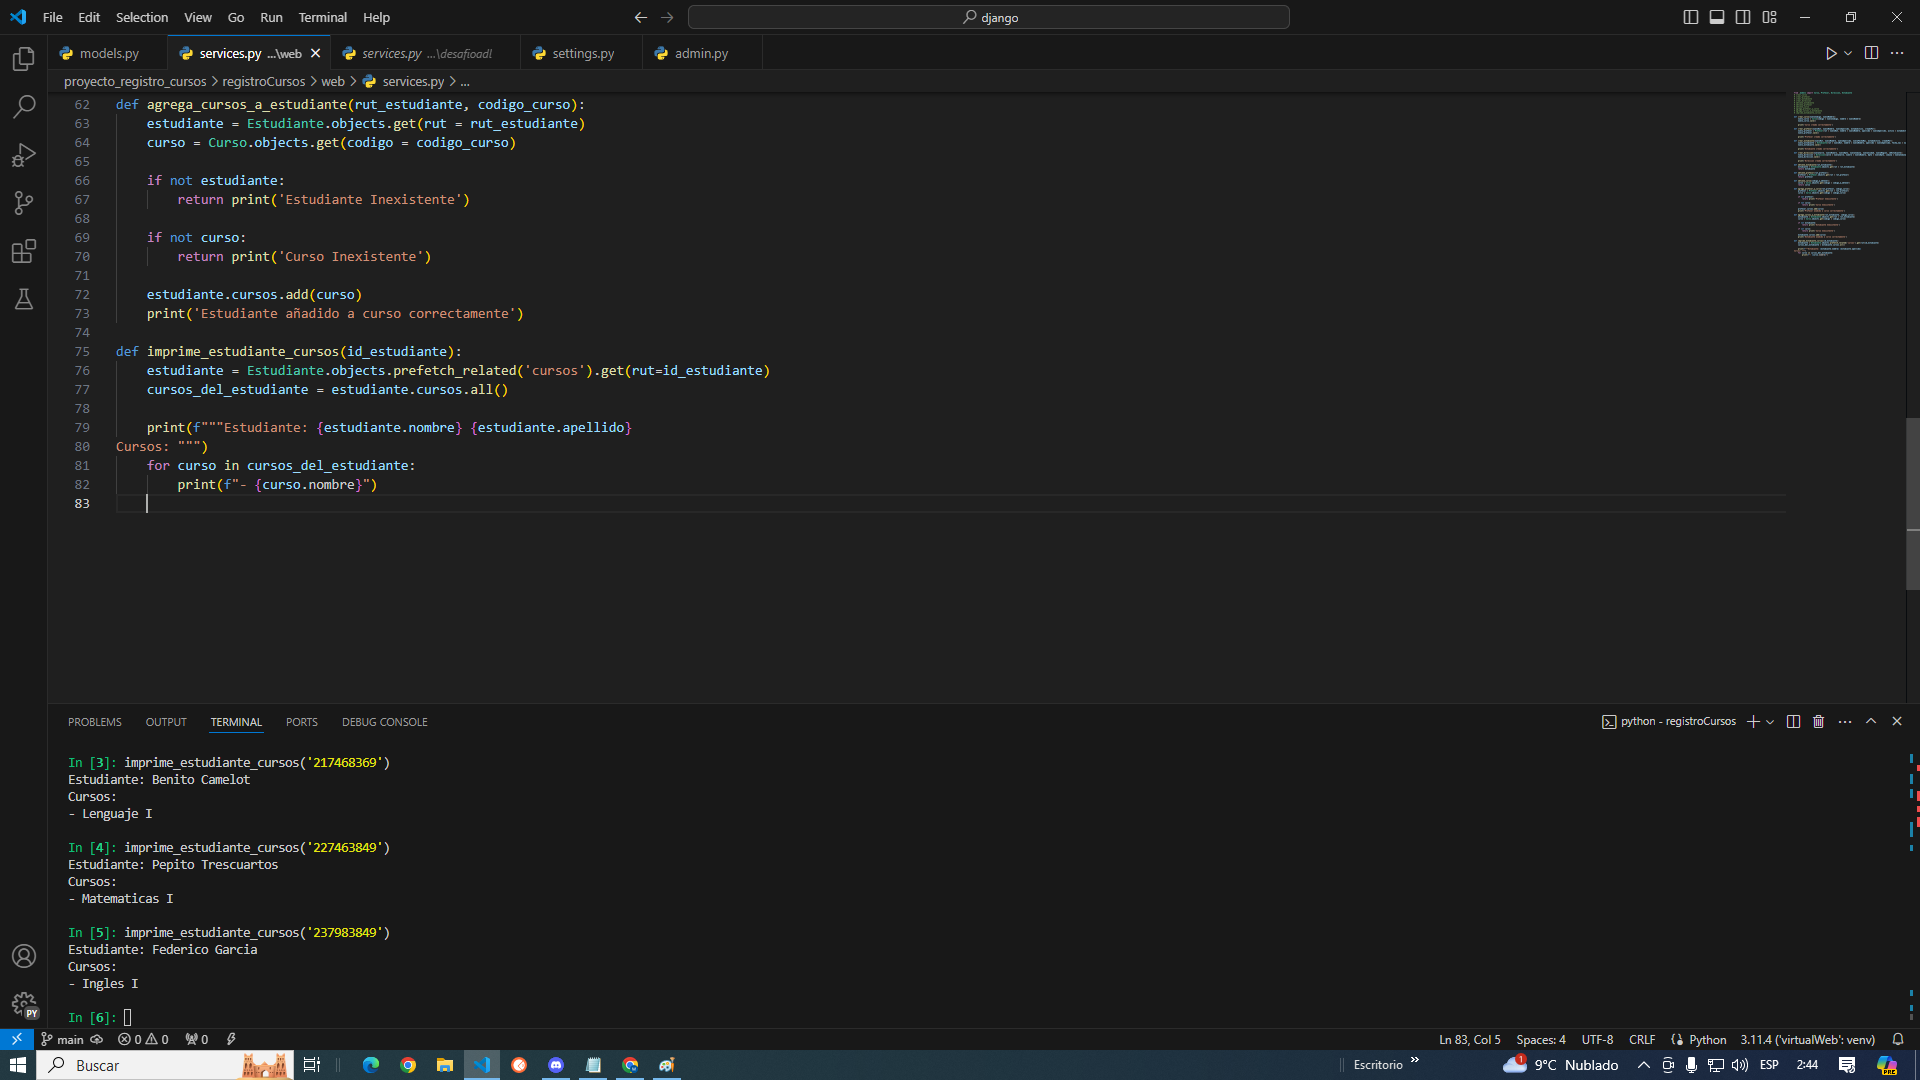 File Edit Selection View Go Run Terminal Help
django
models.py
services.py ...\web
services.py ...\desafioadl
settings.py
admin.py
proyecto_registro_cursos > registroCursos > web > services.py > ...
62 def agrega_cursos_a_estudiante(rut_estudiante, codigo_curso):
63 estudiante = Estudiante.objects.get(rut = rut_estudiante)
64 curso = Curso.objects.get(codigo = codigo_curso)
65
66 if not estudiante:
67 return print('Estudiante Inexistente')
68
69 if not curso:
70 return print('Curso Inexistente')
71
72 estudiante.cursos.add(curso)
73 print('Estudiante añadido a curso correctamente')
74
75 def imprime_estudiante_cursos(id_estudiante):
76 estudiante = Estudiante.objects.prefetch_related('cursos').get(rut=id_estudiante)
77 cursos_del_estudiante = estudiante.cursos.all()
78
79 print(f"""Estudiante: {estudiante.nombre} {estudiante.apellido}
80 Cursos: """)
81 for curso in cursos_del_estudiante:
82 print(f"- {curso.nombre}")
83
PROBLEMS OUTPUT TERMINAL PORTS DEBUG CONSOLE
python - registroCursos
In [3]: imprime_estudiante_cursos('217468369')
Estudiante: Benito Camelot
Cursos:
- Lenguaje I
In [4]: imprime_estudiante_cursos('227463849')
Estudiante: Pepito Trescuartos
Cursos:
- Matematicas I
In [5]: imprime_estudiante_cursos('237983849')
Estudiante: Federico Garcia
Cursos:
- Ingles I
In [6]:
PY
main 0 0 0
Ln 83, Col 5 Spaces: 4 UTF-8 CRLF Python 3.11.4 ('virtualWeb': venv)
Buscar
Escritorio
1
9°C Nublado
ESP
2:44
PRE